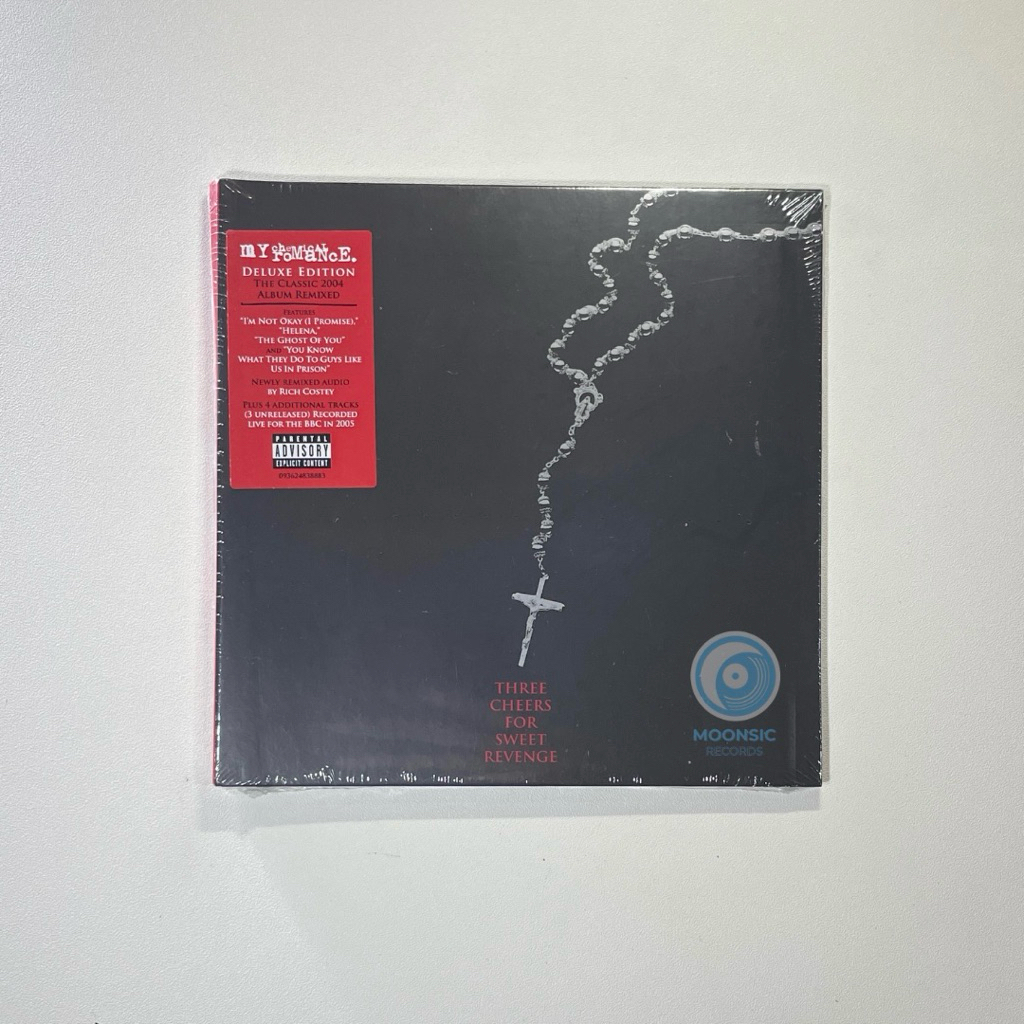 my chemical
romance.
DELUXE EDITION
THE CLASSIC 2004
ALBUM REMIXED
FEATURES
"I'M NOT OKAY (I PROMISE),"
"HELENA,"
"THE GHOST OF YOU"
AND "YOU KNOW
WHAT THEY DO TO GUYS LIKE
US IN PRISON"
NEWLY REMIXED AUDIO
BY RICH COSTEY
PLUS 4 ADDITIONAL TRACKS
(3 UNRELEASED) RECORDED
LIVE FOR THE BBC IN 2005
PARENTAL
ADVISORY
EXPLICIT CONTENT
THREE
CHEERS
FOR
SWEET
REVENGE
MOONSIC
RECORDS